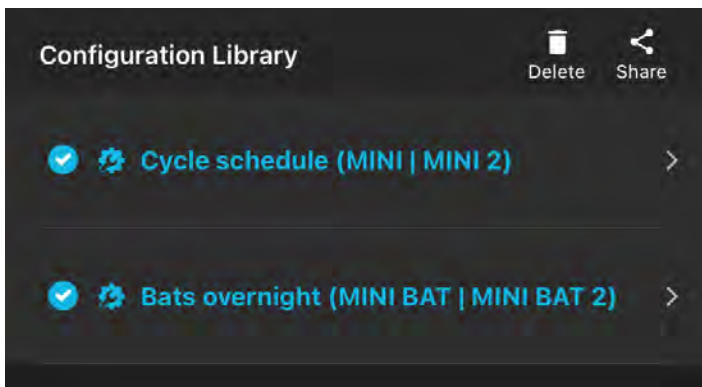 Configuration Library
Delete Share
Cycle schedule (MINI | MINI 2)
Bats overnight (MINI BAT | MINI BAT 2)